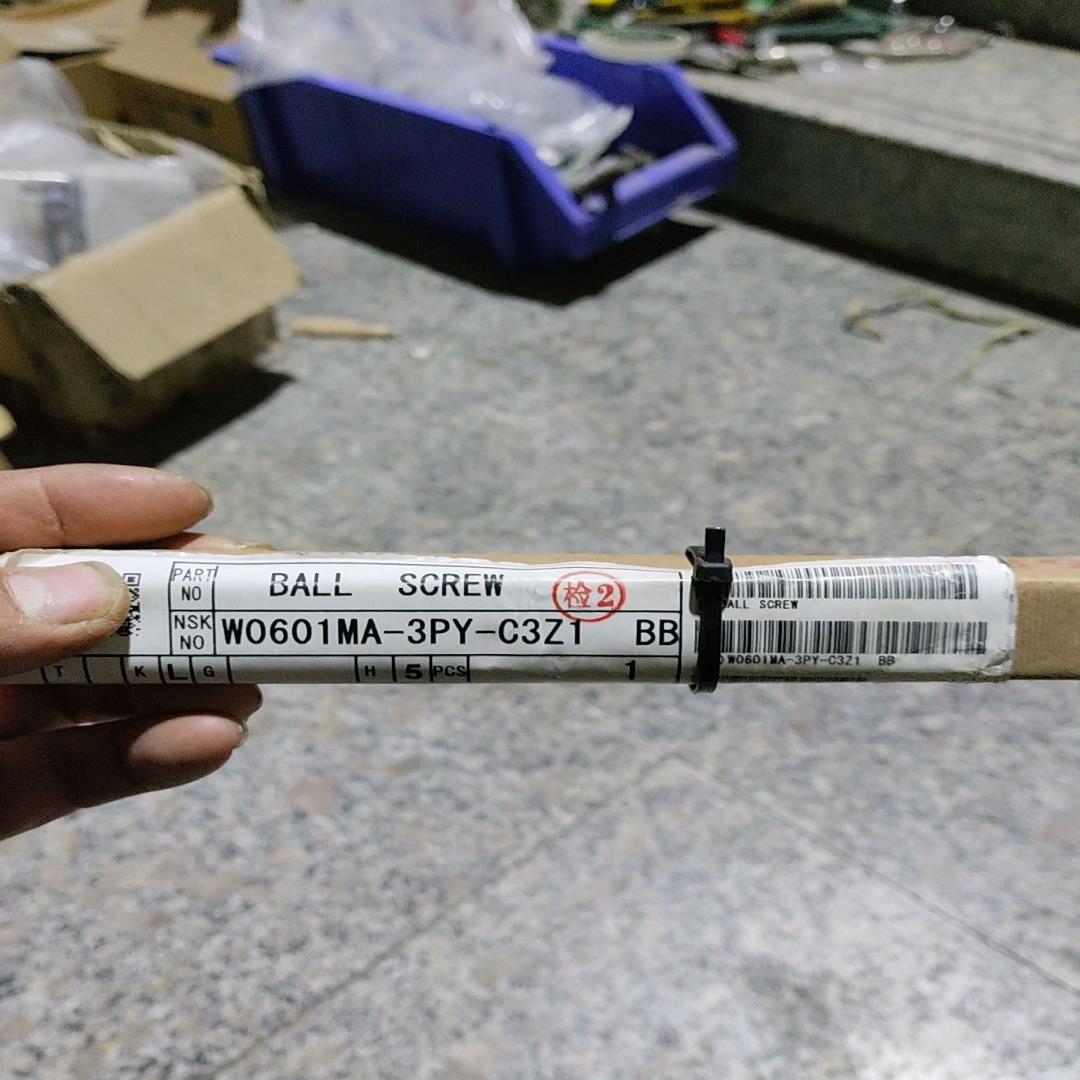 PART NO BALL SCREW 检2
NSK NO W0601MA-3PY-C3Z1 BB
T K L G H 5 PCS 1
BALL SCREW
W0601MA-3PY-C3Z1 BB